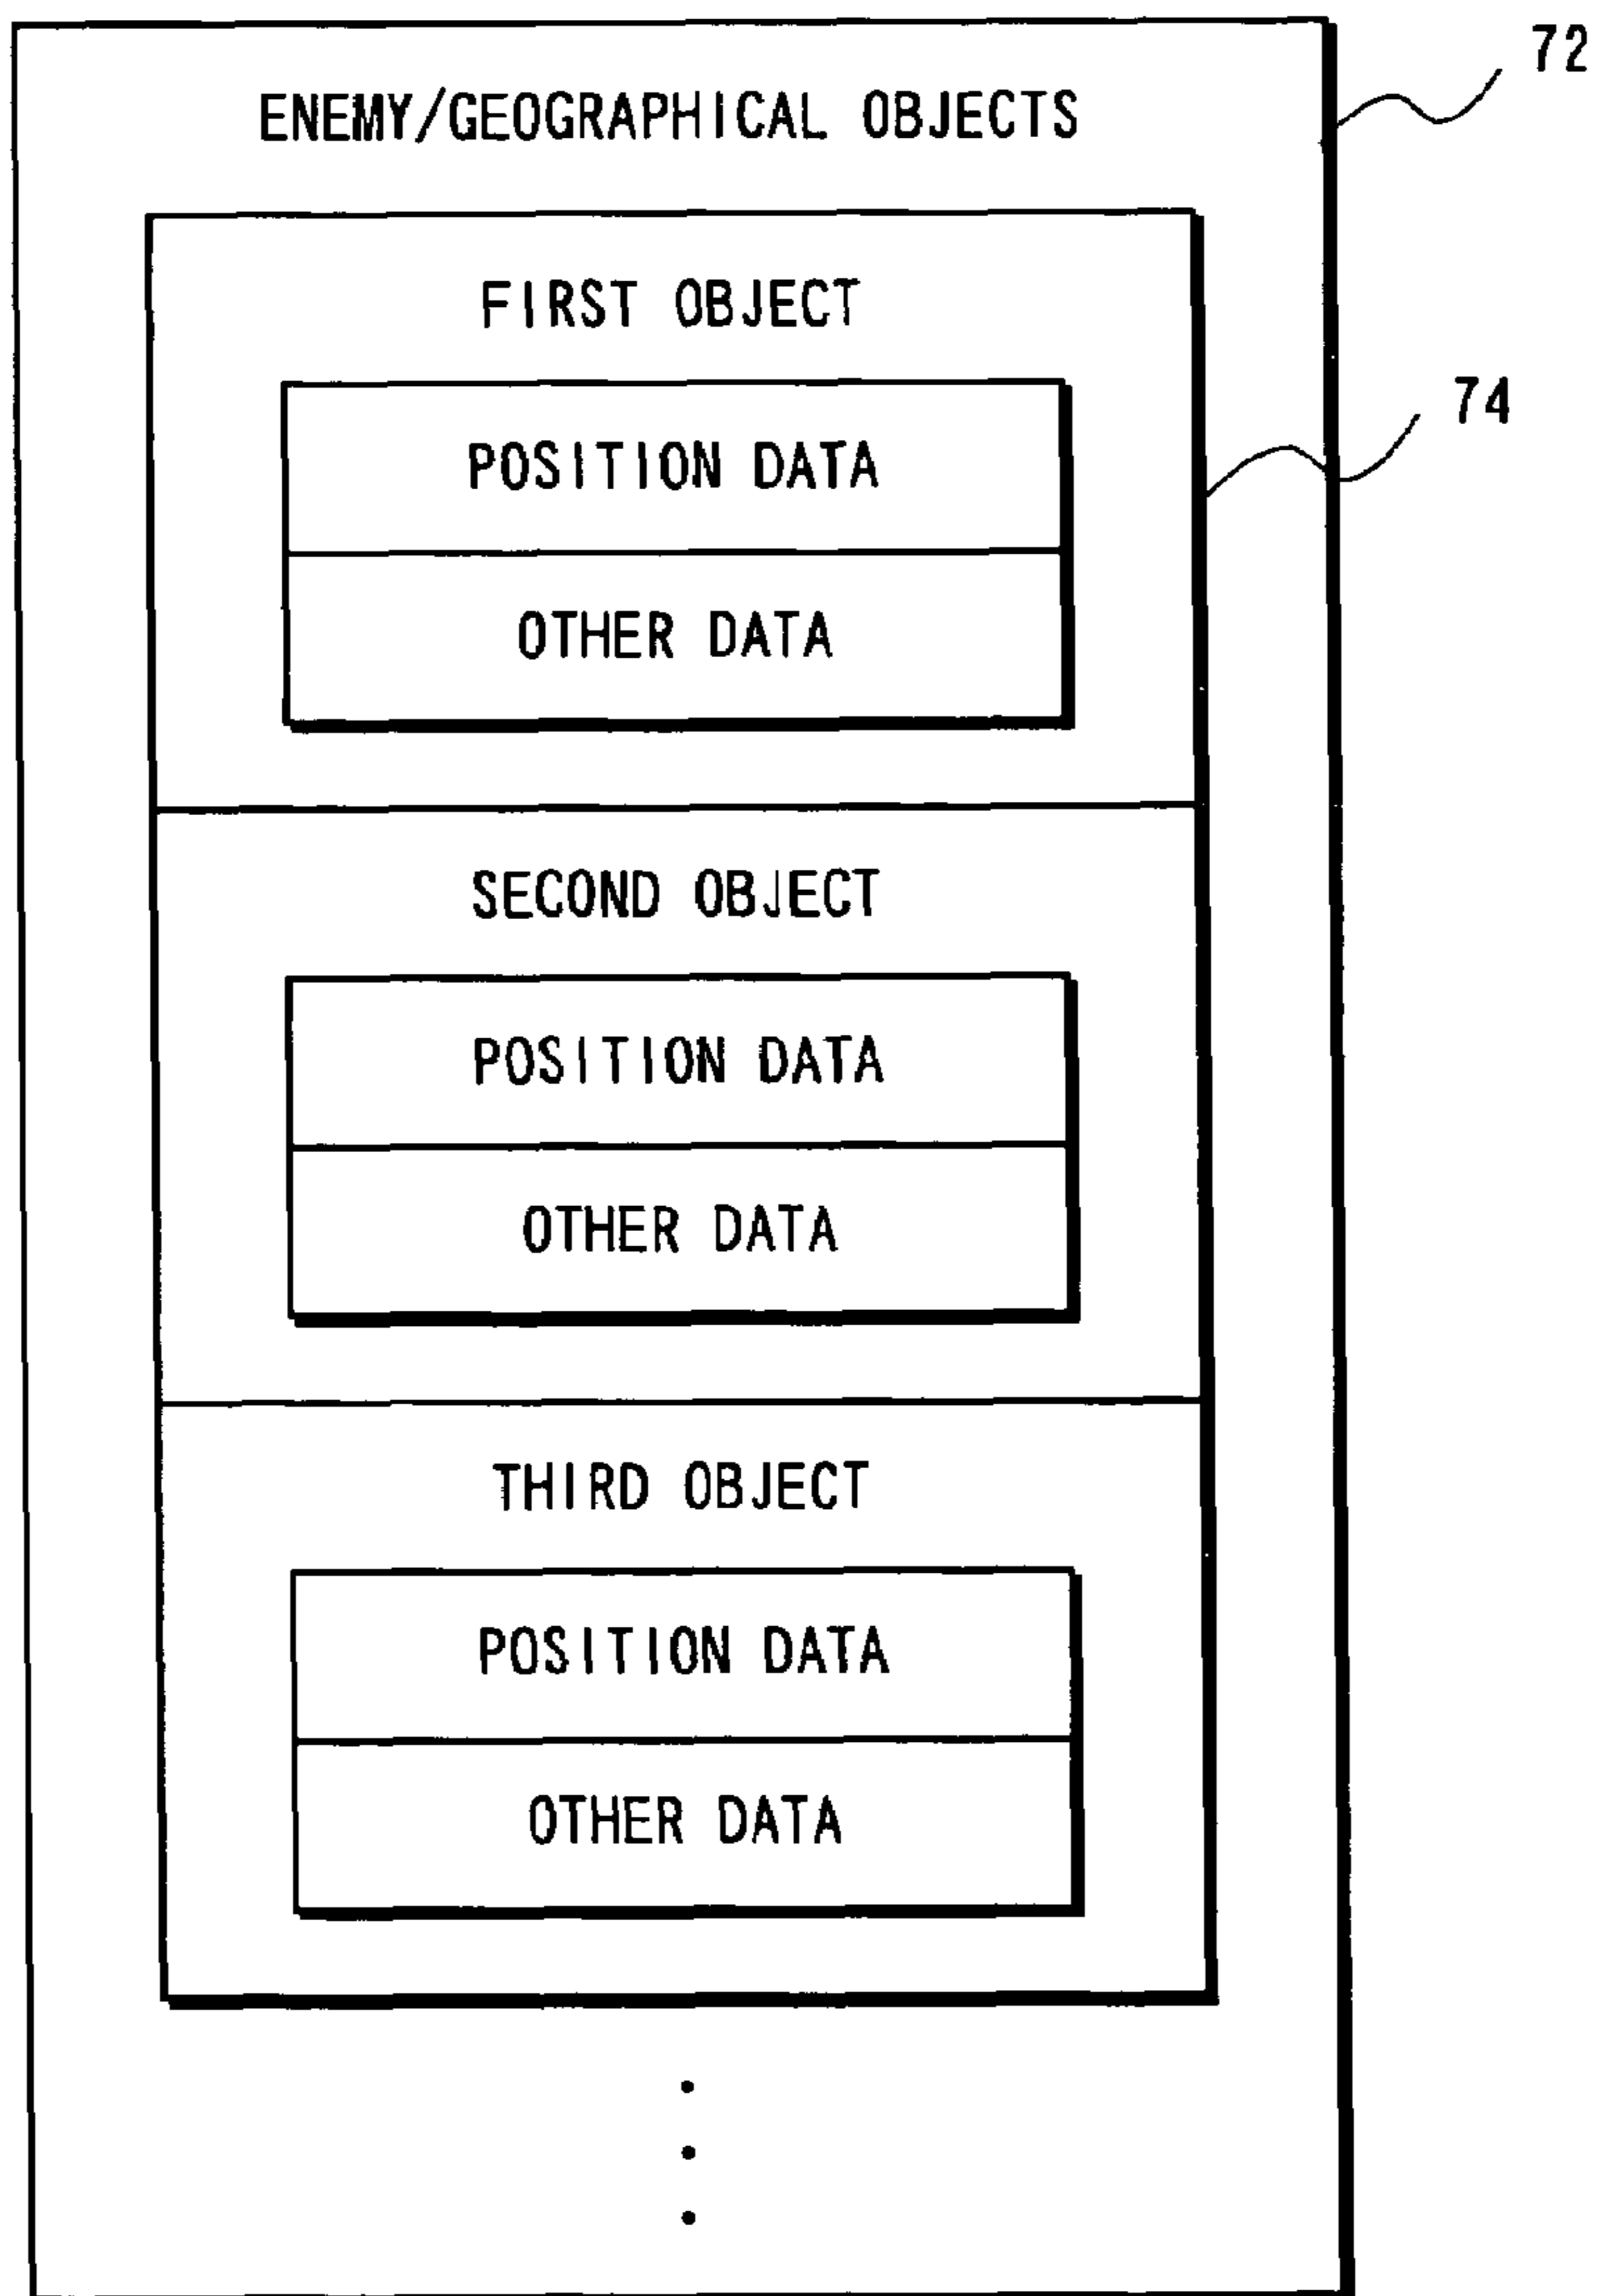 72
ENEMY/GEOGRAPHICAL OBJECTS
FIRST OBJECT
74
POSITION DATA
OTHER DATA
SECOND OBJECT
POSITION DATA
OTHER DATA
THIRD OBJECT
POSITION DATA
OTHER DATA